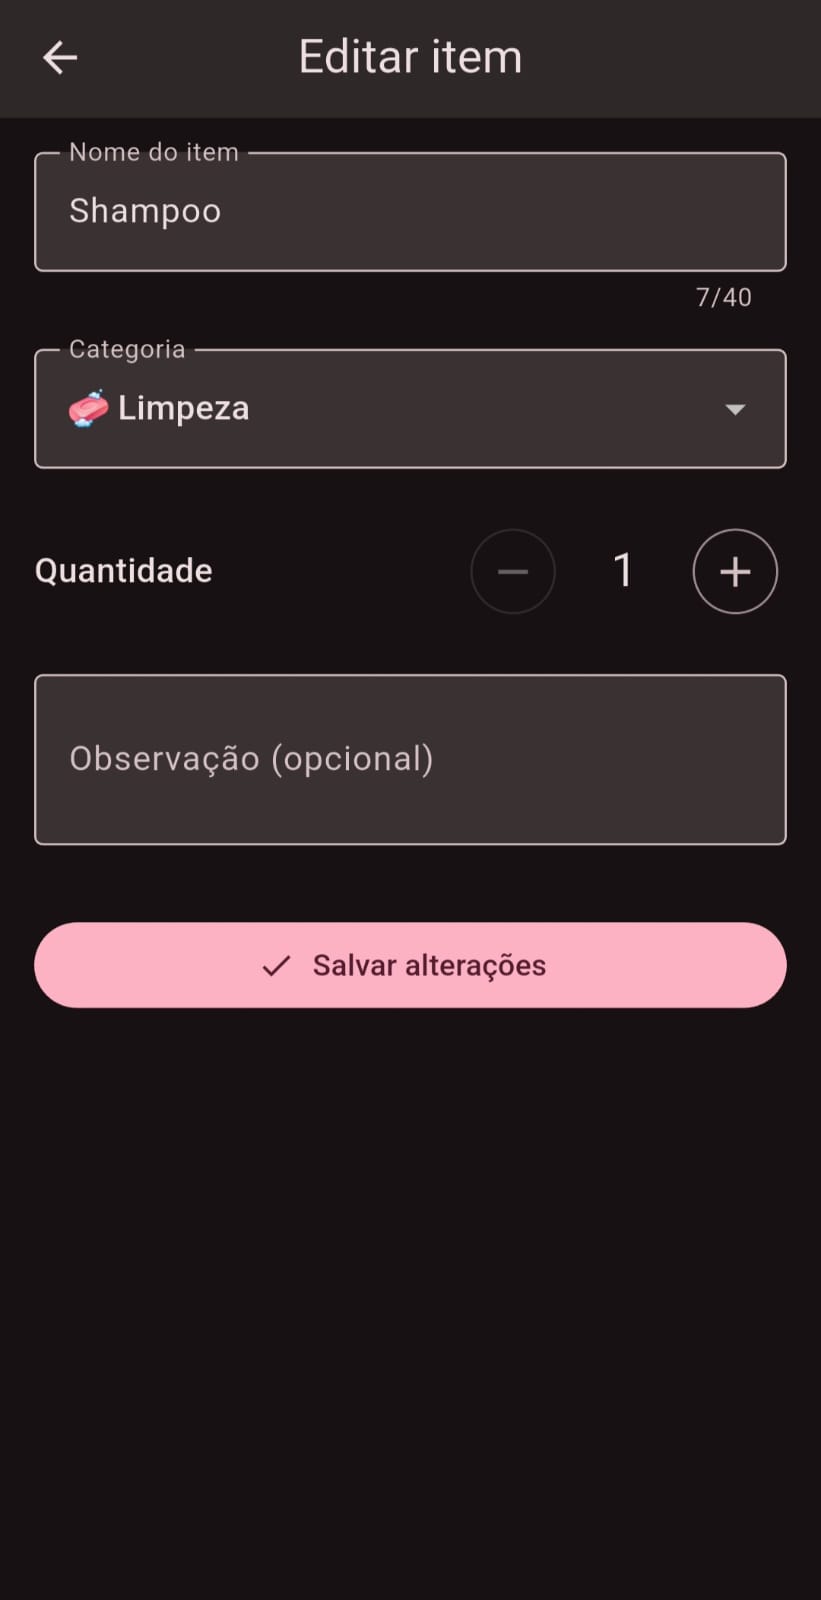 Editar item
Nome do item
Shampoo
7/40
Categoria
Limpeza
Quantidade
1
Observação (opcional)
Salvar alterações